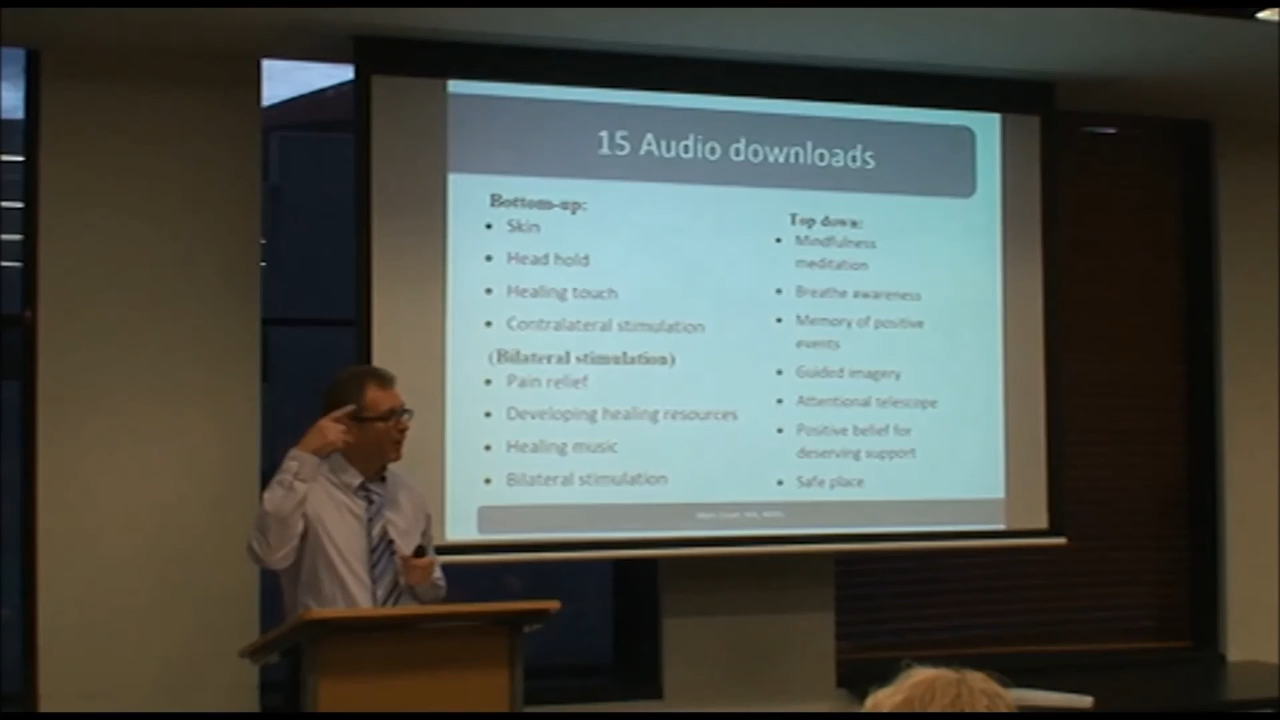 15 Audio downloads
Bottom-up:
• Skin
• Head hold
• Healing touch
• Contralateral stimulation
(Bilateral stimulation)
• Pain relief
• Developing healing resources
• Healing music
• Bilateral stimulation
Top down:
• Mindfulness
meditation
• Breathe awareness
• Memory of positive
events
• Guided imagery
• Attentional telescope
• Positive belief for
deserving support
• Safe place